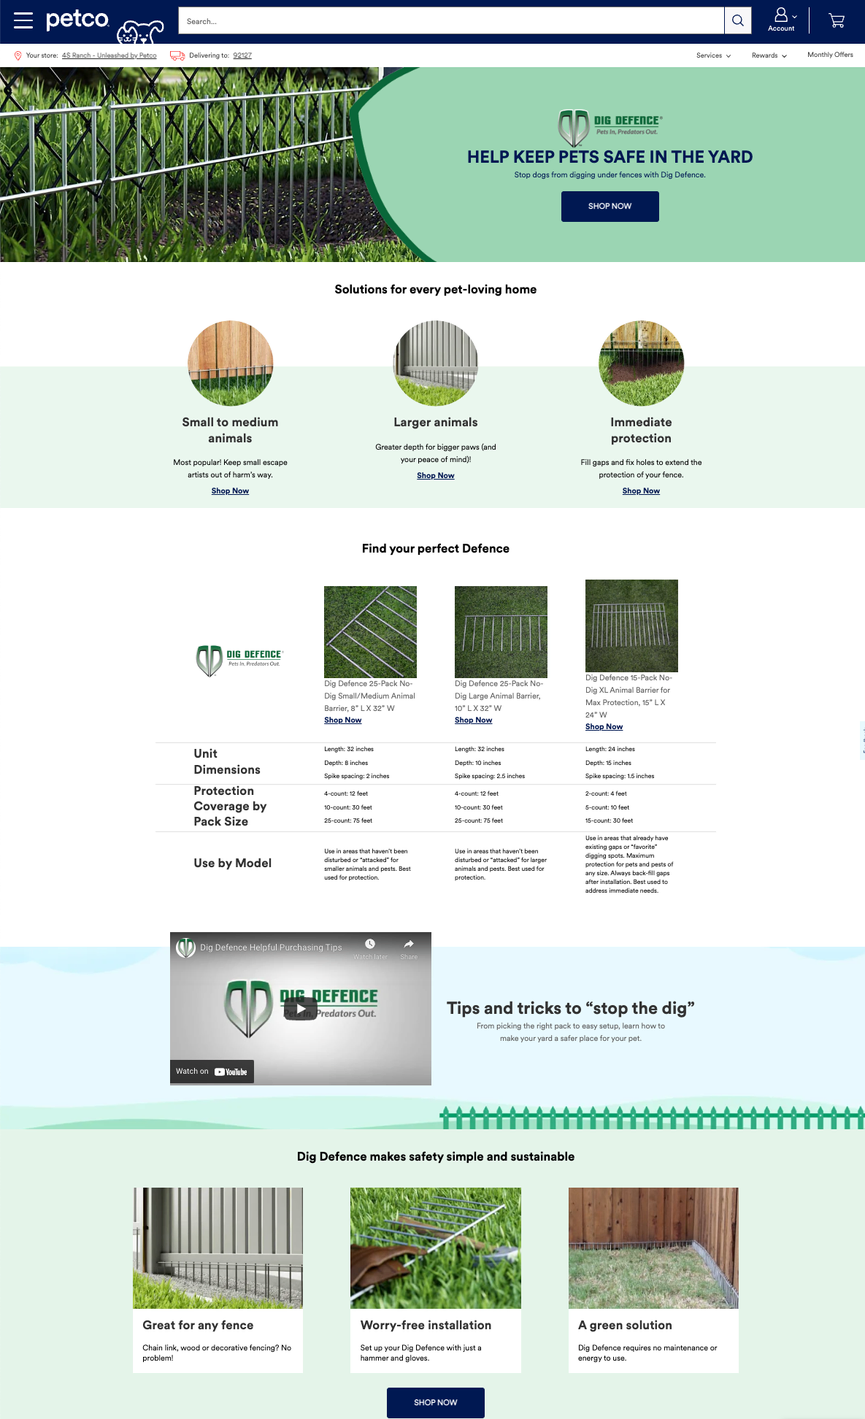 petco
Search...
Account
Your store: 4S Ranch - Unleashed by Petco
Delivering to: 92127
Services
Rewards
Monthly Offers
DIG DEFENCE®
Pets In, Predators Out.
HELP KEEP PETS SAFE IN THE YARD
Stop dogs from digging under fences with Dig Defence.
SHOP NOW
Solutions for every pet-loving home
Small to medium
animals
Most popular! Keep small escape
artists out of harm's way.
Shop Now
Larger animals
Greater depth for bigger paws (and
your peace of mind)!
Shop Now
Immediate
protection
Fill gaps and fix holes to extend the
protection of your fence.
Shop Now
Find your perfect Defence
DIG DEFENCE®
Pets In, Predators Out.
Dig Defence 25-Pack No-
Dig Small/Medium Animal
Barrier, 8" L X 32" W
Shop Now
Dig Defence 25-Pack No-
Dig Large Animal Barrier,
10" L X 32" W
Shop Now
Dig Defence 15-Pack No-
Dig XL Animal Barrier for
Max Protection, 15" L X
24" W
Shop Now
Unit
Dimensions
Length: 32 inches
Depth: 8 inches
Spike spacing: 2 inches
Length: 32 inches
Depth: 10 inches
Spike spacing: 2.5 inches
Length: 24 inches
Depth: 15 inches
Spike spacing: 1.5 inches
Protection
Coverage by
Pack Size
4-count: 12 feet
10-count: 30 feet
25-count: 75 feet
4-count: 12 feet
10-count: 30 feet
25-count: 75 feet
2-count: 4 feet
5-count: 10 feet
15-count: 30 feet
Use by Model
Use in areas that haven't been
disturbed or "attacked" for
smaller animals and pests. Best
used for protection.
Use in areas that haven't been
disturbed or "attacked" for larger
animals and pests. Best used for
protection.
Use in areas that already have
existing gaps or "favorite"
digging spots. Maximum
protection for pets and pests of
any size. Always back-fill gaps
after installation. Best used to
address immediate needs.
Dig Defence Helpful Purchasing Tips
Watch later
Share
DIG DEFENCE
Pets In, Predators Out.
Watch on YouTube
Tips and tricks to “stop the dig”
From picking the right pack to easy setup, learn how to
make your yard a safer place for your pet.
Dig Defence makes safety simple and sustainable
Great for any fence
Chain link, wood or decorative fencing? No
problem!
Worry-free installation
Set up your Dig Defence with just a
hammer and gloves.
A green solution
Dig Defence requires no maintenance or
energy to use.
SHOP NOW